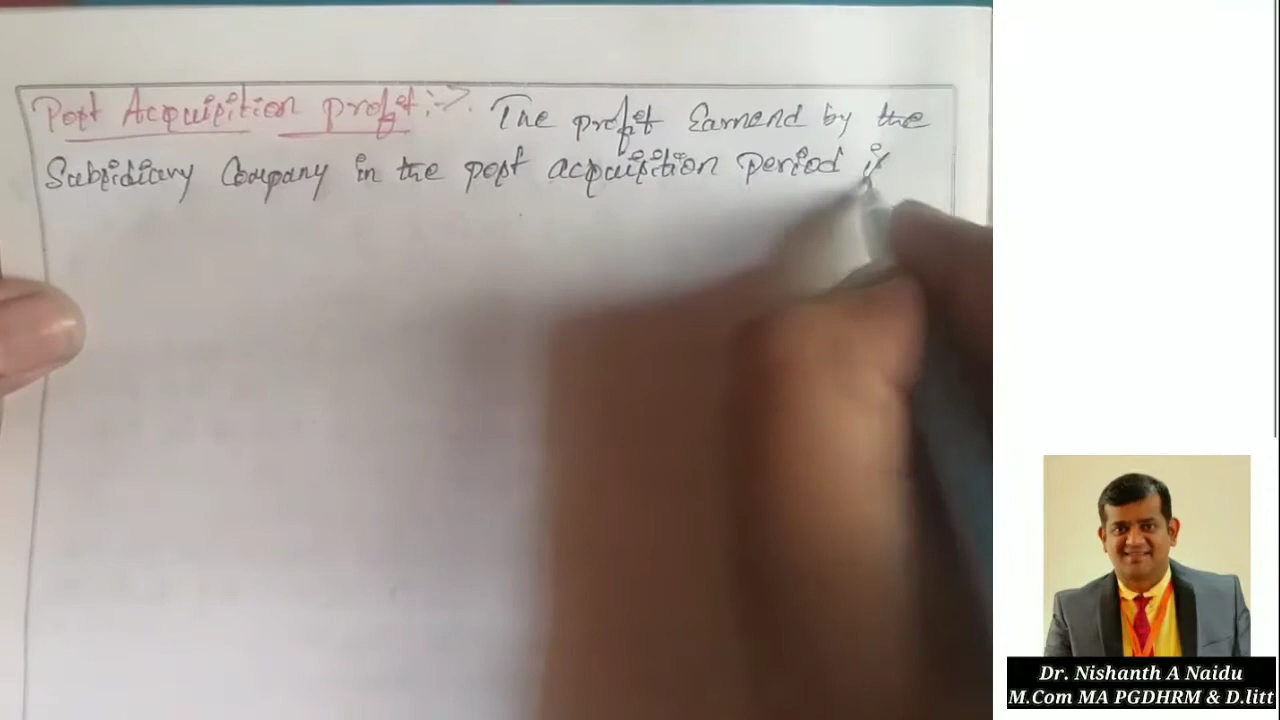 Post Acquisition profit :->. The profit Earnend by the
Subsidiary Company in the post acquisition period is
Dr. Nishanth A Naidu
M.Com MA PGDHRM & D.litt